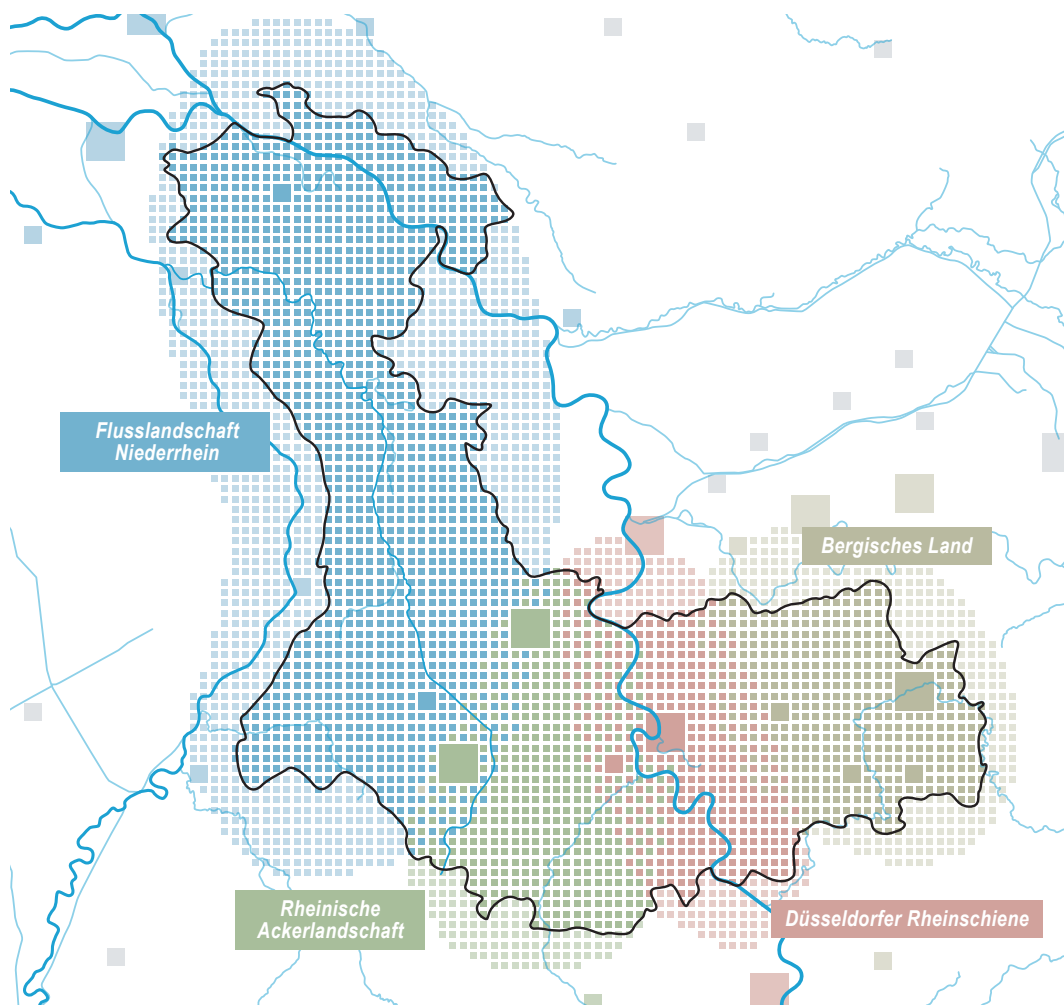 Flusslandschaft
Niederrhein
Bergisches Land
Rheinische
Ackerlandschaft
Düsseldorfer Rheinschiene